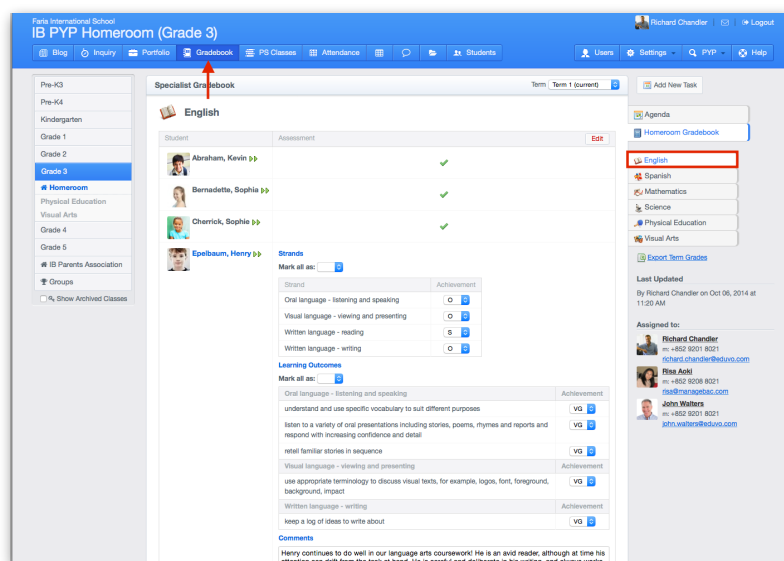 Faria International School
IB PYP Homeroom (Grade 3)
Richard Chandler
Logout
Blog
Inquiry
Portfolio
Gradebook
PS Classes
Attendance
Students
Users
Settings
PYP
Help
Pre-K3
Pre-K4
Kindergarten
Grade 1
Grade 2
Grade 3
Homeroom
Physical Education
Visual Arts
Grade 4
Grade 5
IB Parents Association
Groups
Show Archived Classes
Specialist Gradebook
Term Term 1 (current)
English
Student Assessment Edit
Abraham, Kevin
Bernadette, Sophia
Cherrick, Sophie
Epelbaum, Henry
Strands
Mark all as:
Strand Achievement
Oral language - listening and speaking O
Visual language - viewing and presenting O
Written language - reading S
Written language - writing O
Learning Outcomes
Mark all as:
Oral language - listening and speaking Achievement
understand and use specific vocabulary to suit different purposes VG
listen to a variety of oral presentations including stories, poems, rhymes and reports and
respond with increasing confidence and detail VG
retell familiar stories in sequence VG
Visual language - viewing and presenting Achievement
use appropriate terminology to discuss visual texts, for example, logos, font, foreground,
background, impact VG
Written language - writing Achievement
keep a log of ideas to write about VG
Comments
Henry continues to do well in our language arts coursework! He is an avid reader, although at time his
Add New Task
Agenda
Homeroom Gradebook
English
Spanish
Mathematics
Science
Physical Education
Visual Arts
Export Term Grades
Last Updated
By Richard Chandler on Oct 06, 2014 at
11:20 AM
Assigned to:
Richard Chandler
m: +852 9201 8021
richard.chandler@eduvo.com
Risa Aoki
m: +852 9208 8021
risa@managebac.com
John Walters
m: +852 9201 8021
john.walters@eduvo.com